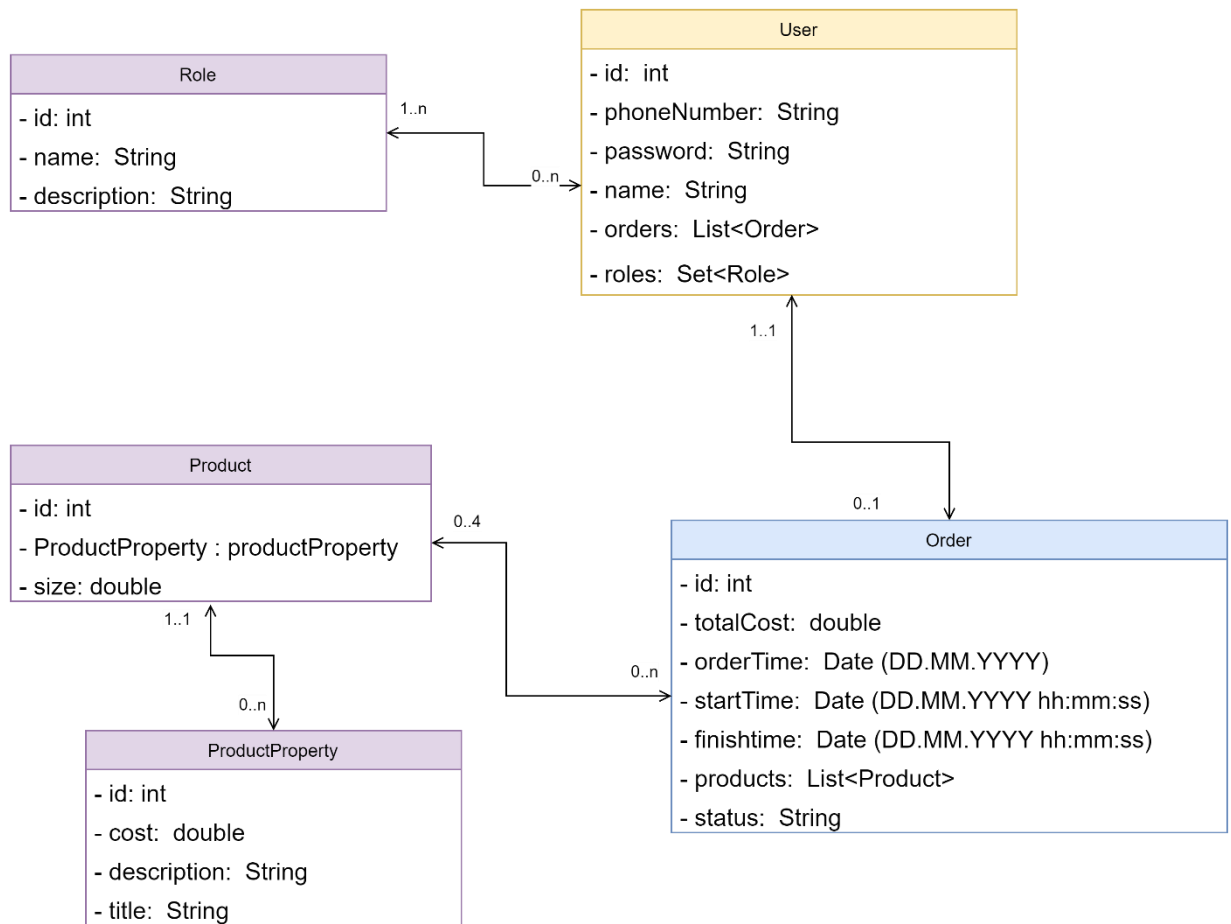 User
- id: int
- phoneNumber: String
- password: String
- name: String
- orders: List<Order>
- roles: Set<Role>
Role
- id: int
- name: String
- description: String
1..n
0..n
1..1
0..1
Product
- id: int
- ProductProperty : productProperty
- size: double
0..4
0..n
1..1
0..n
Order
- id: int
- totalCost: double
- orderTime: Date (DD.MM.YYYY)
- startTime: Date (DD.MM.YYYY hh:mm:ss)
- finishtime: Date (DD.MM.YYYY hh:mm:ss)
- products: List<Product>
- status: String
ProductProperty
- id: int
- cost: double
- description: String
- title: String